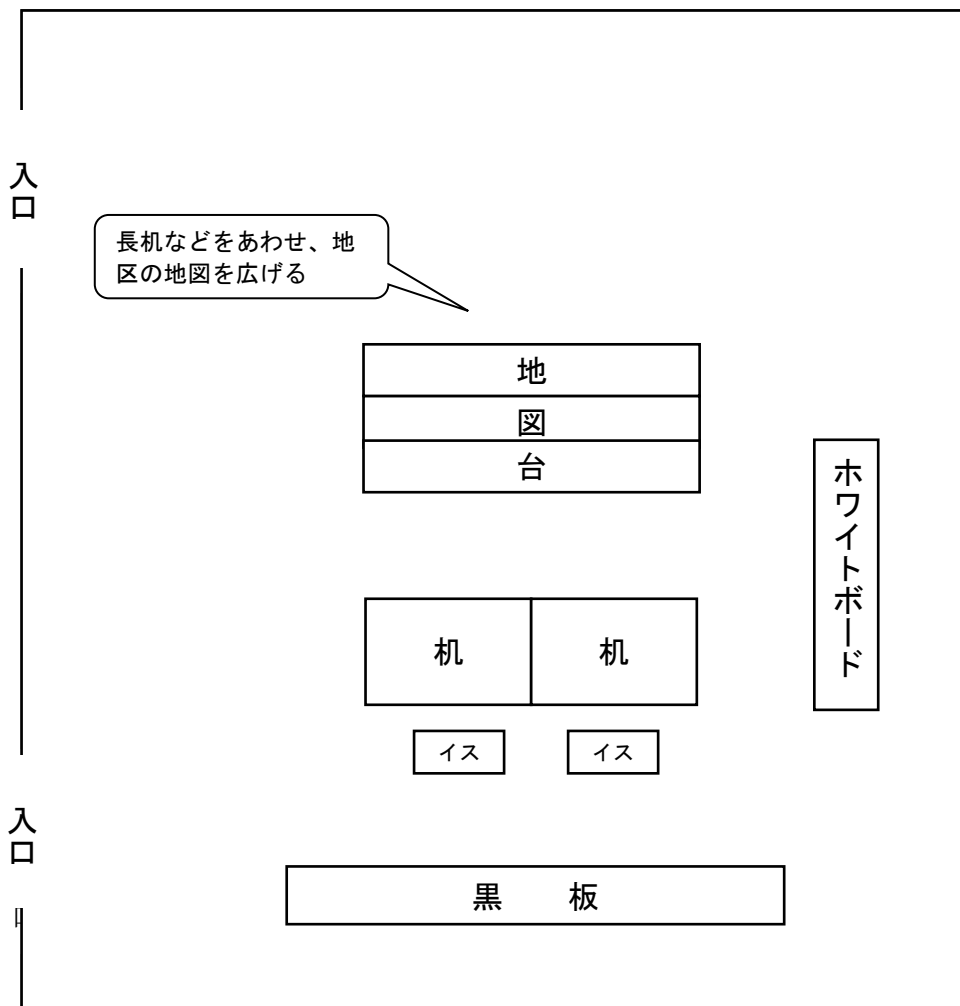 入口
長机などをあわせ、地
区の地図を広げる
地
図
台
ホワイトボード
机 机
イス イス
入口
黒 板